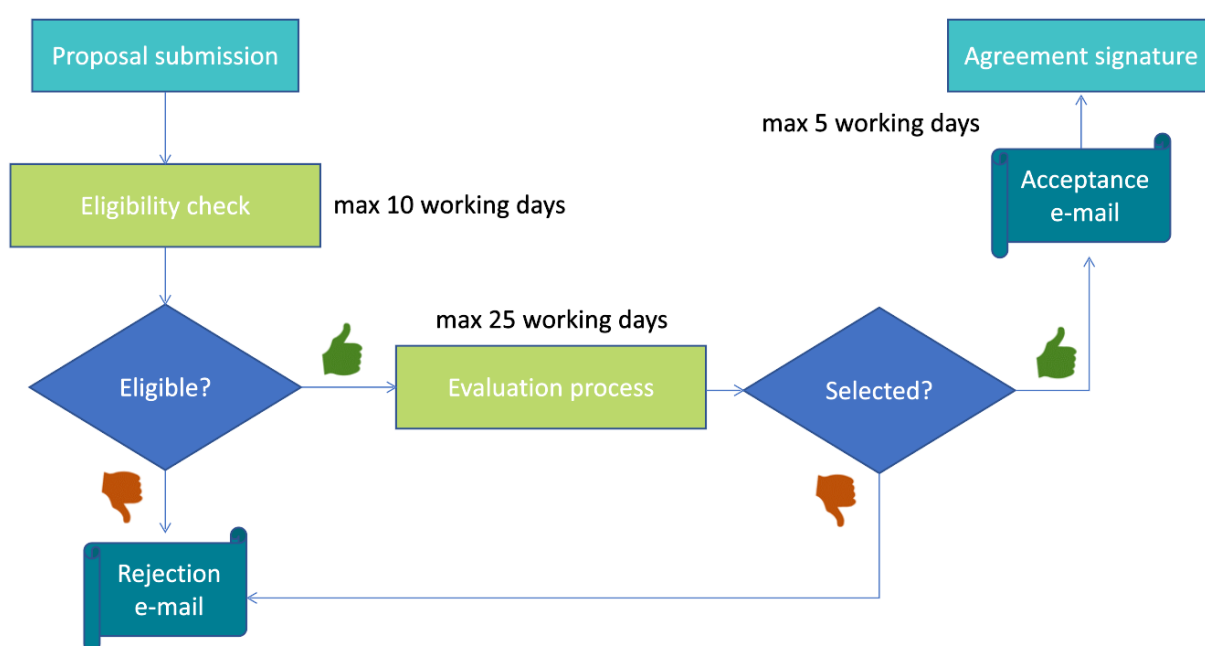 Proposal submission
Agreement signature
max 5 working days
Acceptance
e-mail
Eligibility check
max 10 working days
max 25 working days
Eligible?
Evaluation process
Selected?
Rejection
e-mail